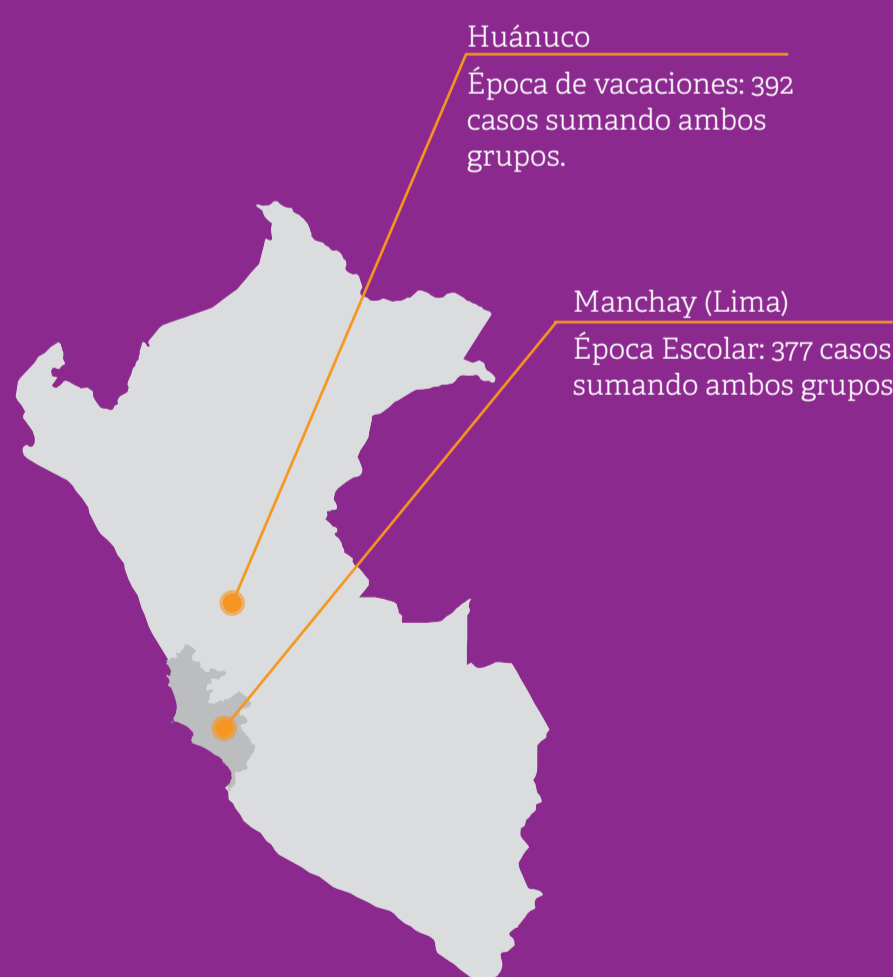 Huánuco
Época de vacaciones: 392
casos sumando ambos
grupos.
Manchay (Lima)
Época Escolar: 377 casos
sumando ambos grupos